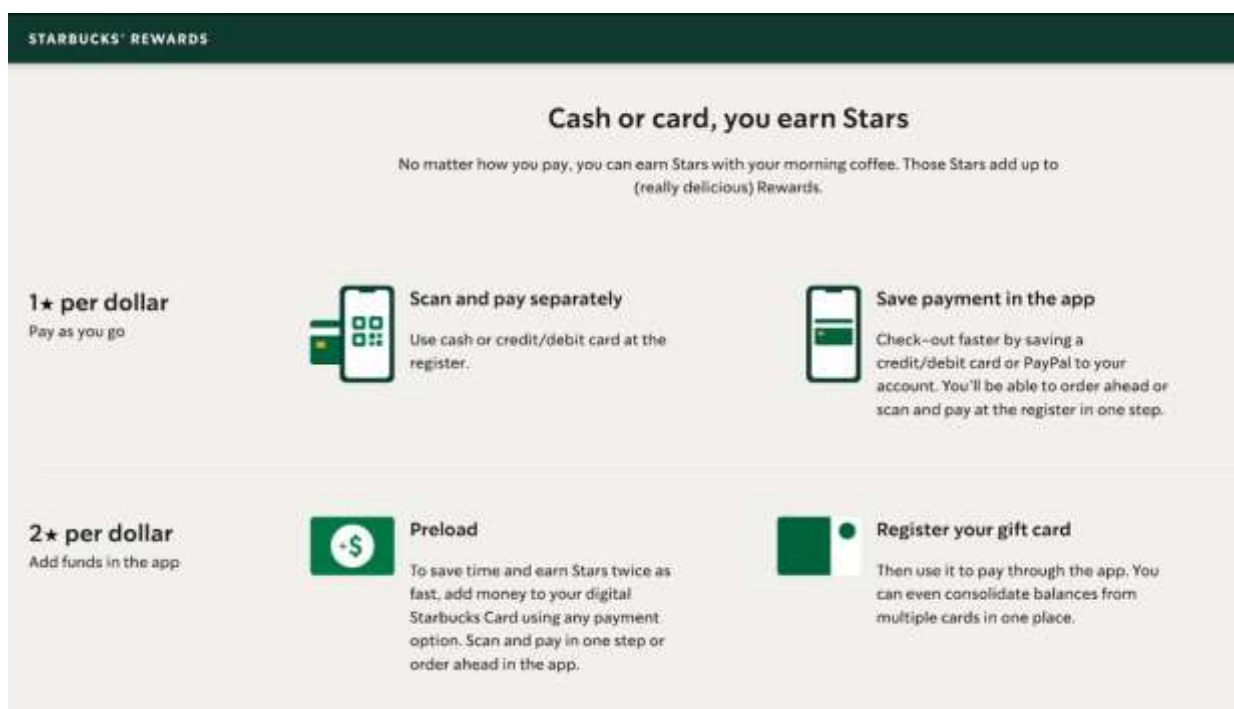 STARBUCKS® REWARDS
Cash or card, you earn Stars
No matter how you pay, you can earn Stars with your morning coffee. Those Stars add up to
(really delicious) Rewards.
1★ per dollar
Pay as you go
Scan and pay separately
Use cash or credit/debit card at the
register.
Save payment in the app
Check-out faster by saving a
credit/debit card or PayPal to your
account. You'll be able to order ahead or
scan and pay at the register in one step.
2★ per dollar
Add funds in the app
+$
Preload
To save time and earn Stars twice as
fast, add money to your digital
Starbucks Card using any payment
option. Scan and pay in one step or
order ahead in the app.
Register your gift card
Then use it to pay through the app. You
can even consolidate balances from
multiple cards in one place.